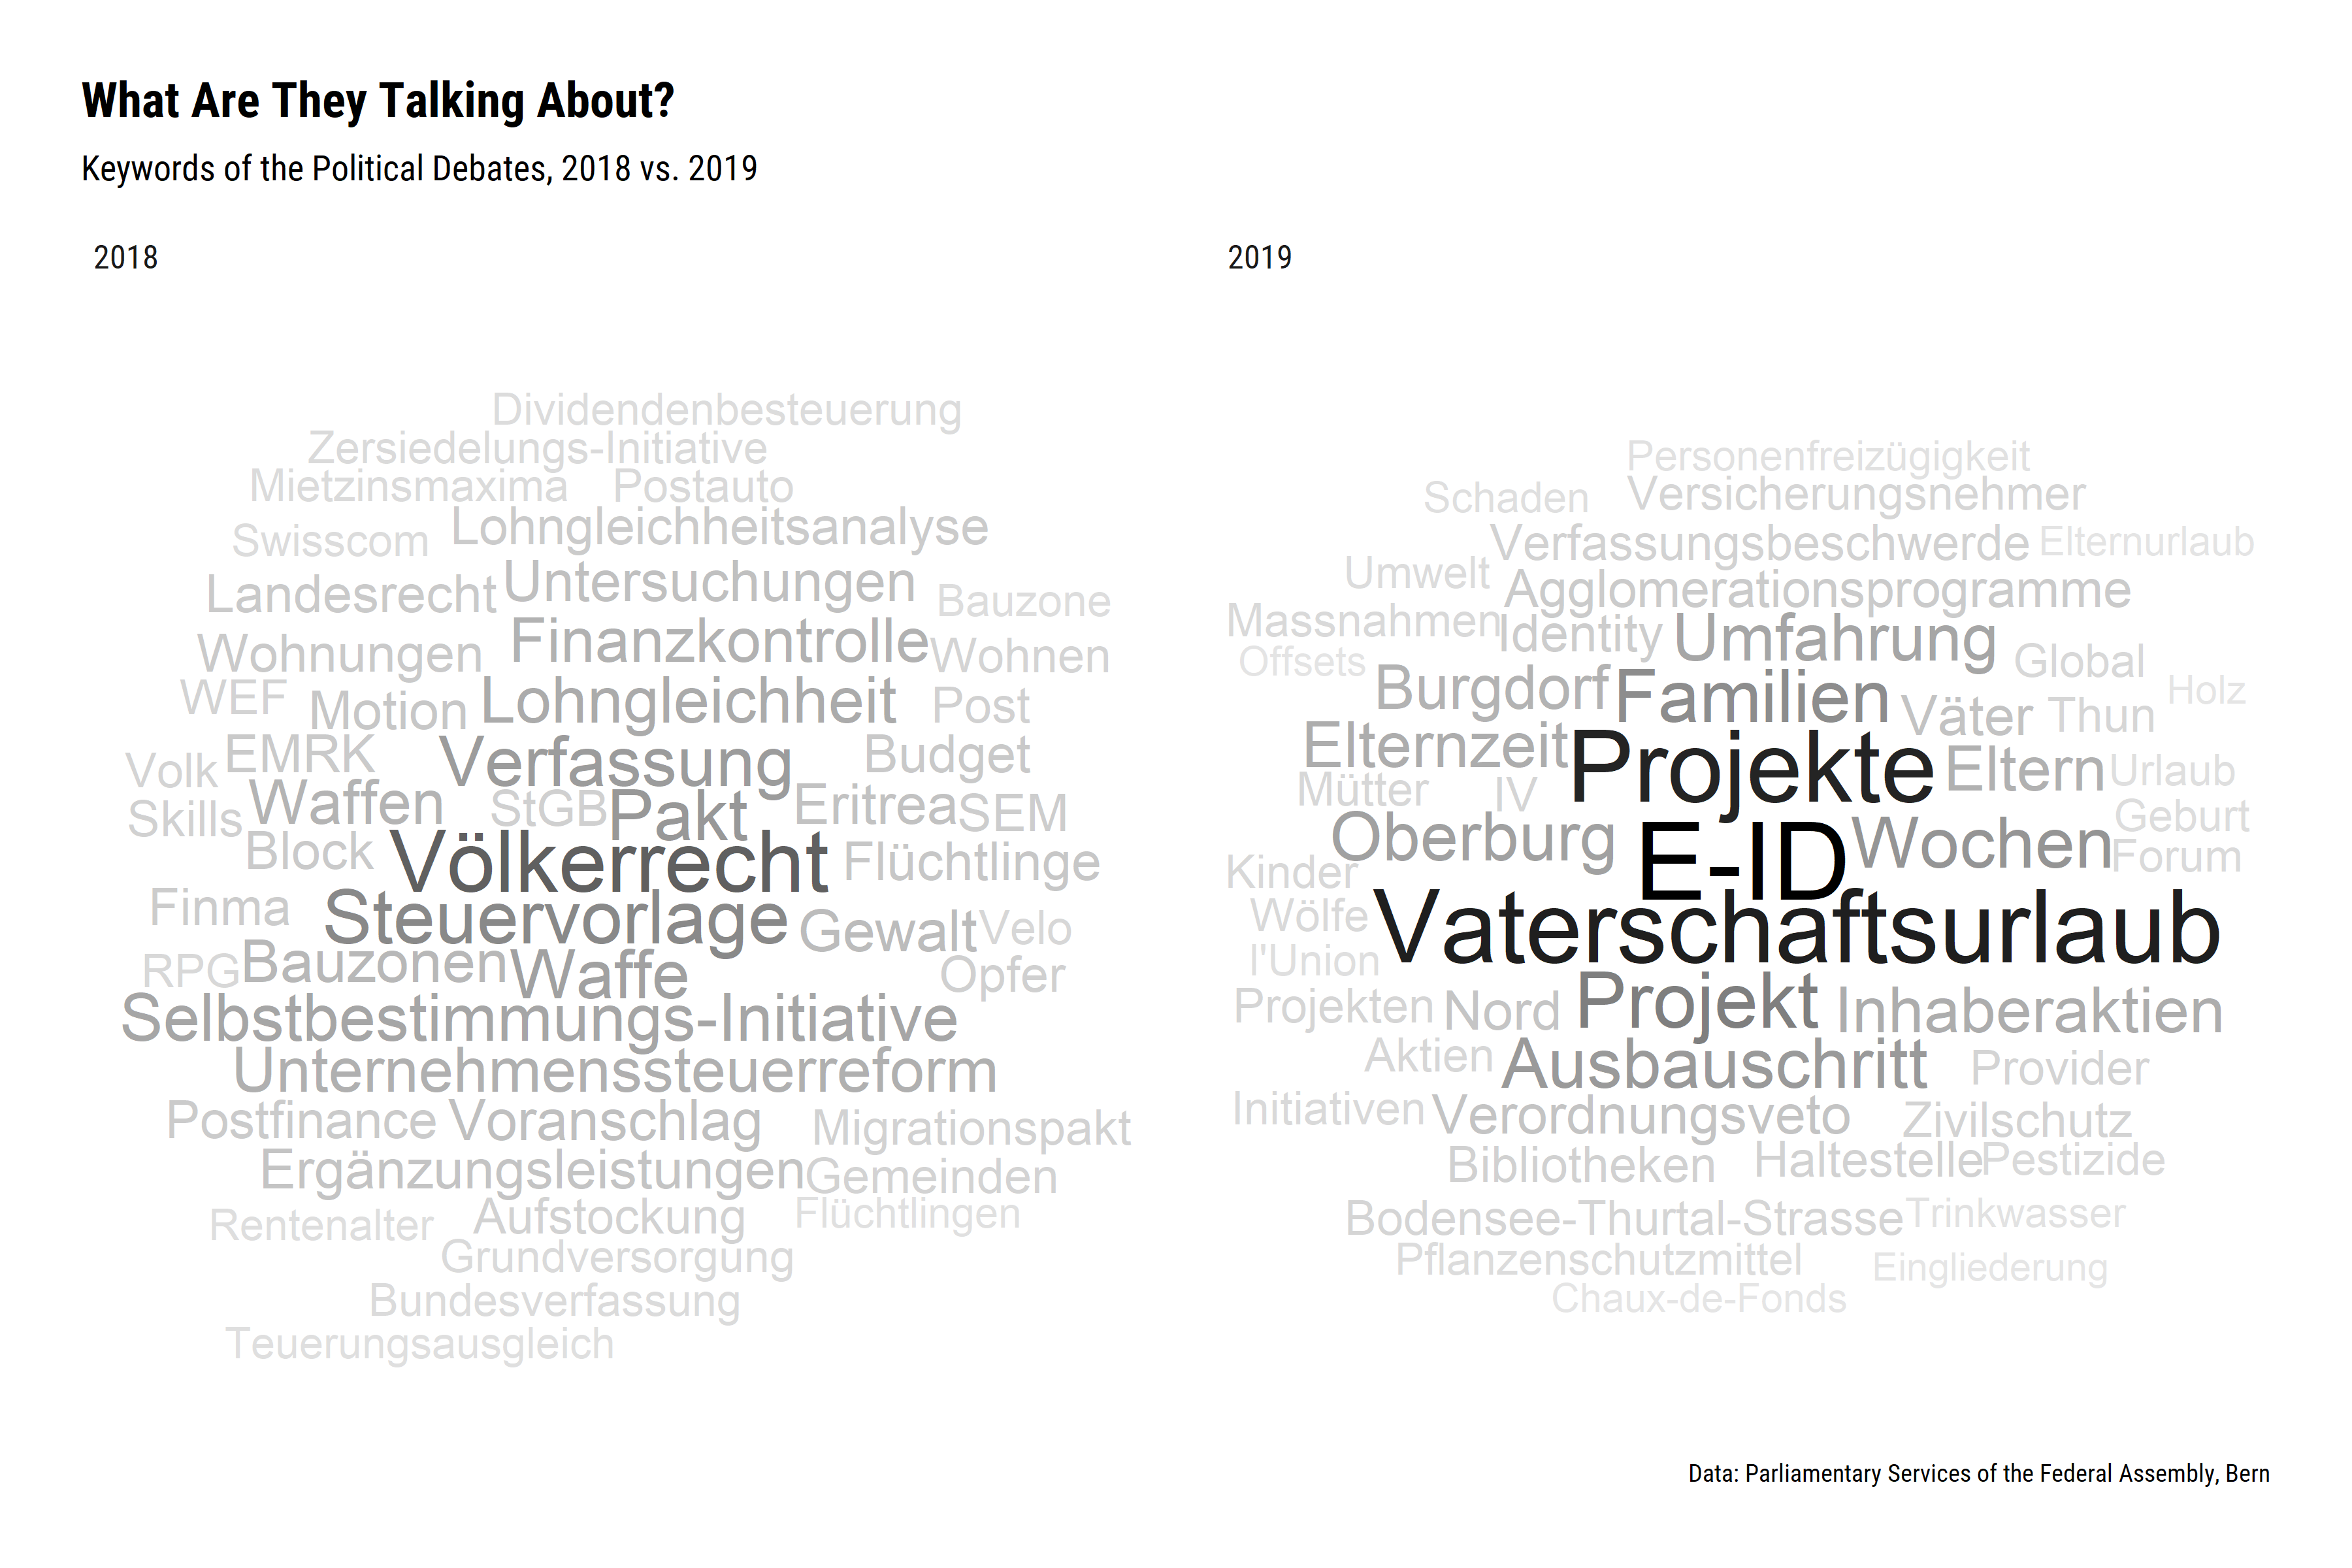 What Are They Talking About?
Keywords of the Political Debates, 2018 vs. 2019
2018
Dividendenbesteuerung
Zersiedelungs-Initiative
Mietzinsmaxima Postauto
Swisscom Lohngleichheitsanalyse
Landesrecht Untersuchungen Bauzone
Wohnungen Finanzkontrolle Wohnen
WEF Motion Lohngleichheit Post
Volk EMRK Verfassung Budget
Skills Waffen StGB Pakt Eritrea SEM
Block Völkerrecht Flüchtlinge
Finma Steuervorlage Gewalt Velo
RPG Bauzonen Waffe Opfer
Selbstbestimmungs-Initiative
Unternehmenssteuerreform
Postfinance Voranschlag Migrationspakt
Ergänzungsleistungen Gemeinden
Rentenalter Aufstockung Flüchtlingen
Grundversorgung
Bundesverfassung
Teuerungsausgleich
2019
Personenfreizügigkeit
Schaden Versicherungsnehmer
Verfassungsbeschwerde Elternurlaub
Umwelt Agglomerationsprogramme
Massnahmen Identity Umfahrung Global
Offsets Burgdorf Familien Väter Thun Holz
Elternzeit Projekte Eltern Urlaub
Mütter IV Geburt
Oberburg E-ID Wochen Forum
Kinder
Wölfe Vaterschaftsurlaub
l'Union
Projekten Nord Projekt Inhaberaktien
Aktien Ausbauschritt Provider
Initiativen Verordnungsveto Zivilschutz
Bibliotheken Haltestelle Pestizide
Bodensee-Thurtal-Strasse Trinkwasser
Pflanzenschutzmittel Eingliederung
Chaux-de-Fonds
Data: Parliamentary Services of the Federal Assembly, Bern